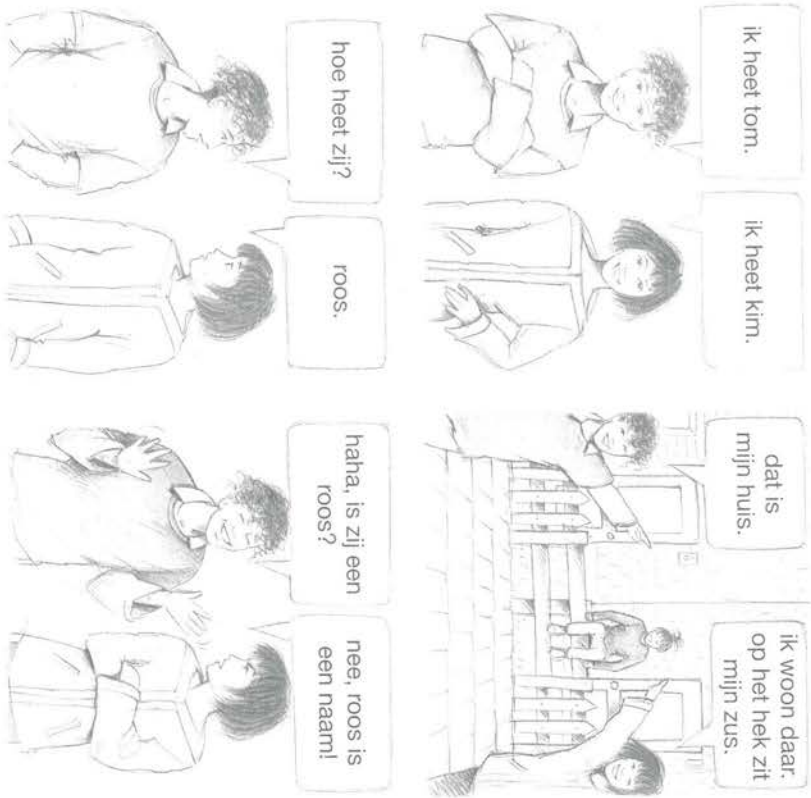 ik heet tom.
ik heet kim.
dat is
mijn huis.
ik woon daar.
op het hek zit
mijn zus.
hoe heet zij?
roos.
haha, is zij een
roos?
nee, roos is
een naam!